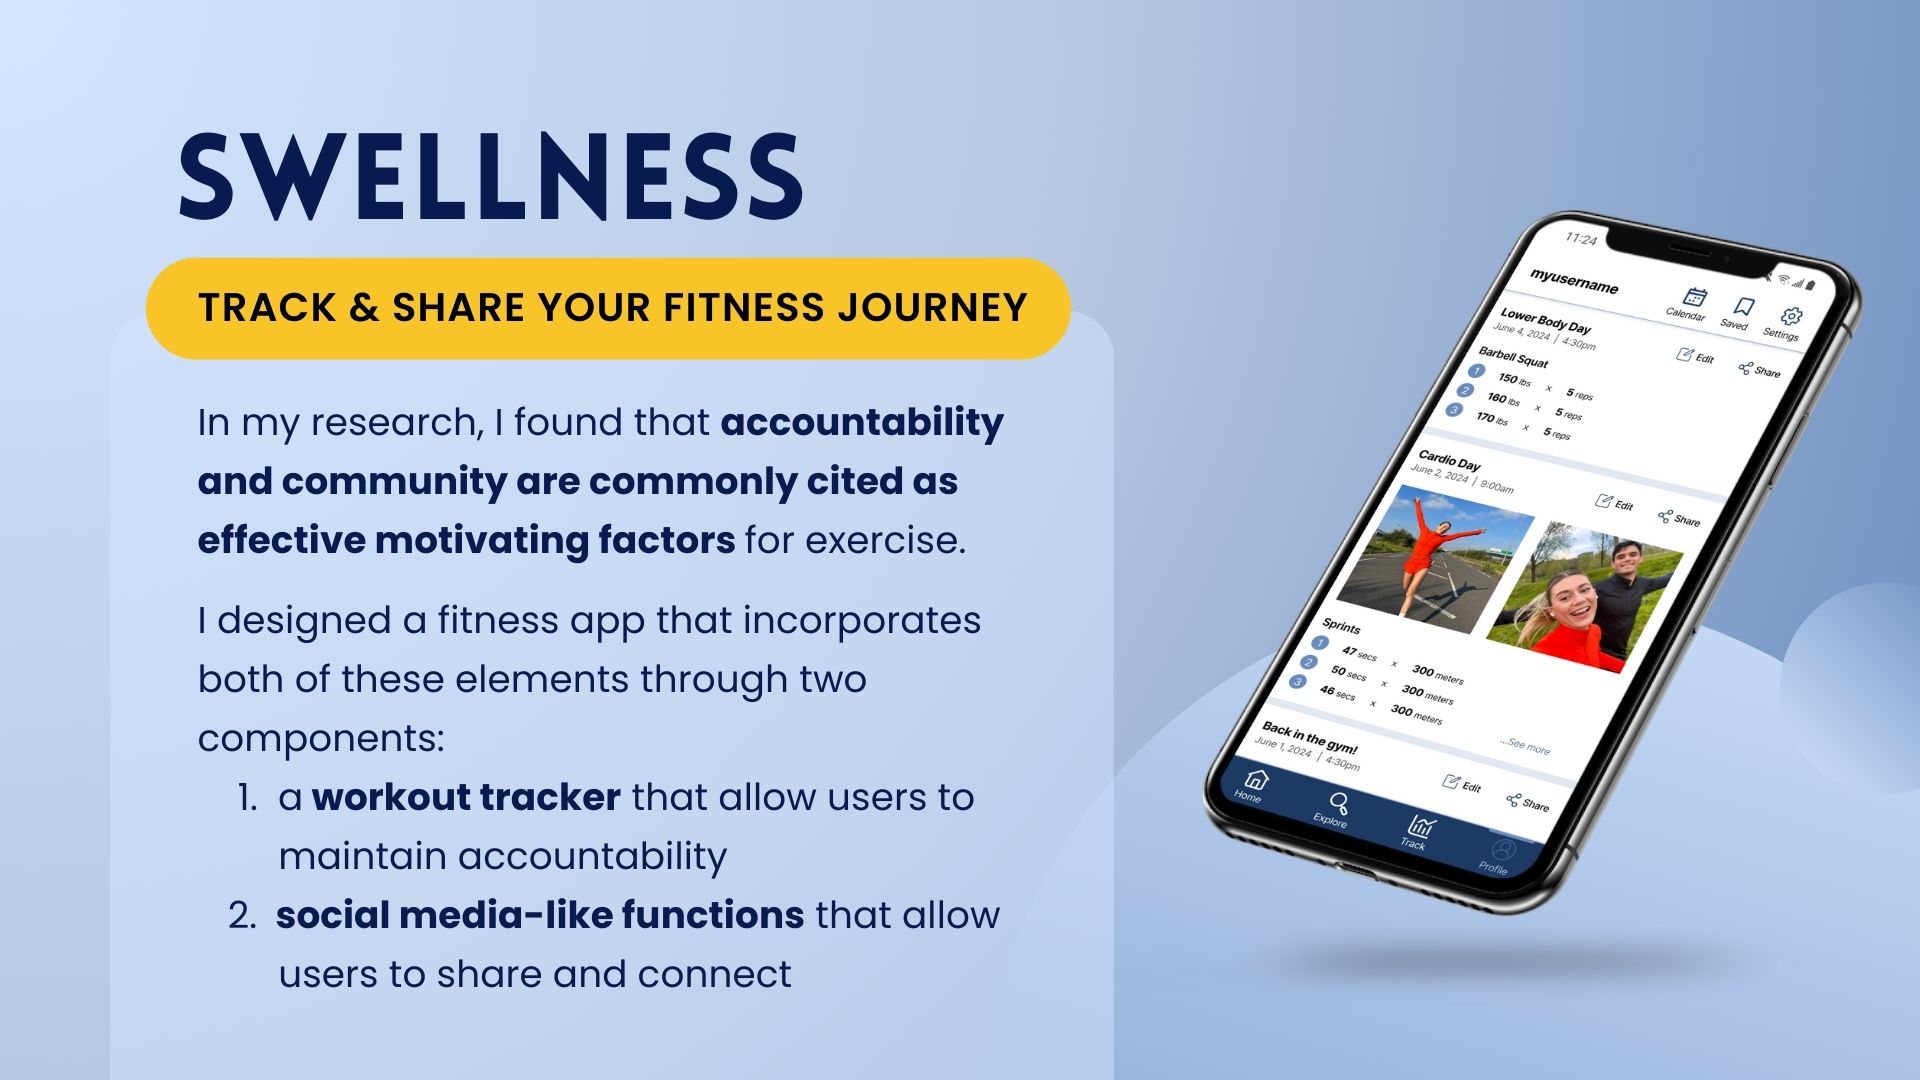 SWELLNESS
TRACK & SHARE YOUR FITNESS JOURNEY
In my research, I found that accountability
and community are commonly cited as
effective motivating factors for exercise.
I designed a fitness app that incorporates
both of these elements through two
components:
1. a workout tracker that allow users to
maintain accountability
2. social media-like functions that allow
users to share and connect
11:24
myusername
Calendar
Saved
Settings
Lower Body Day
June 4, 2024 | 4:30pm
Edit
Share
Barbell Squat
1 150 lbs x 5 reps
2 160 lbs x 5 reps
3 170 lbs x 5 reps
Cardio Day
June 2, 2024 | 9:00am
Edit
Share
Sprints
1 47 secs x 300 meters
2 50 secs x 300 meters
3 46 secs x 300 meters
...See more
Back in the gym!
June 1, 2024 | 4:30pm
Edit
Share
Home
Explore
Track
Profile